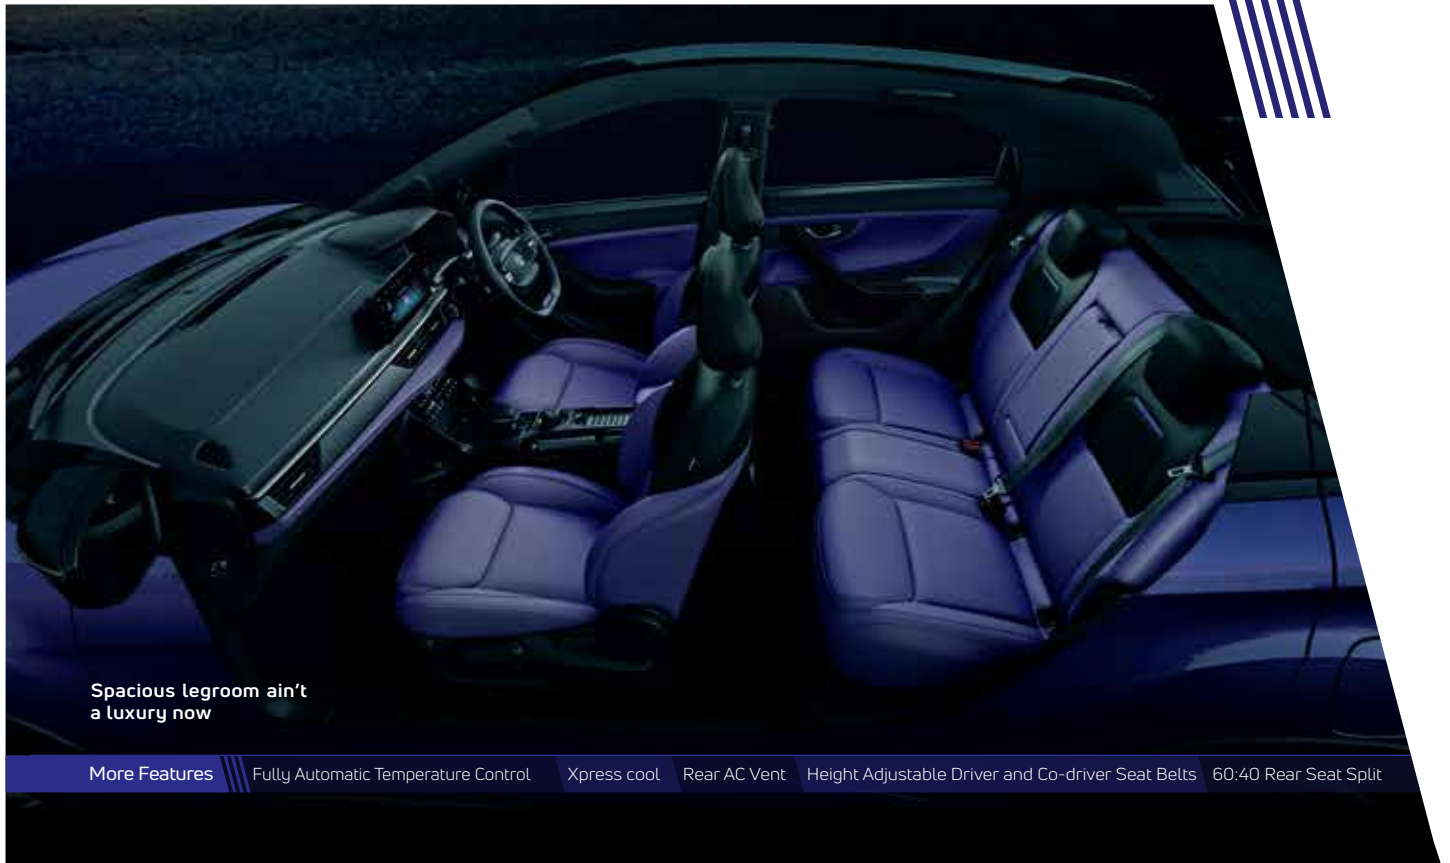 Spacious legroom ain't
a luxury now
More Features Fully Automatic Temperature Control Xpress cool Rear AC Vent Height Adjustable Driver and Co-driver Seat Belts 60:40 Rear Seat Split